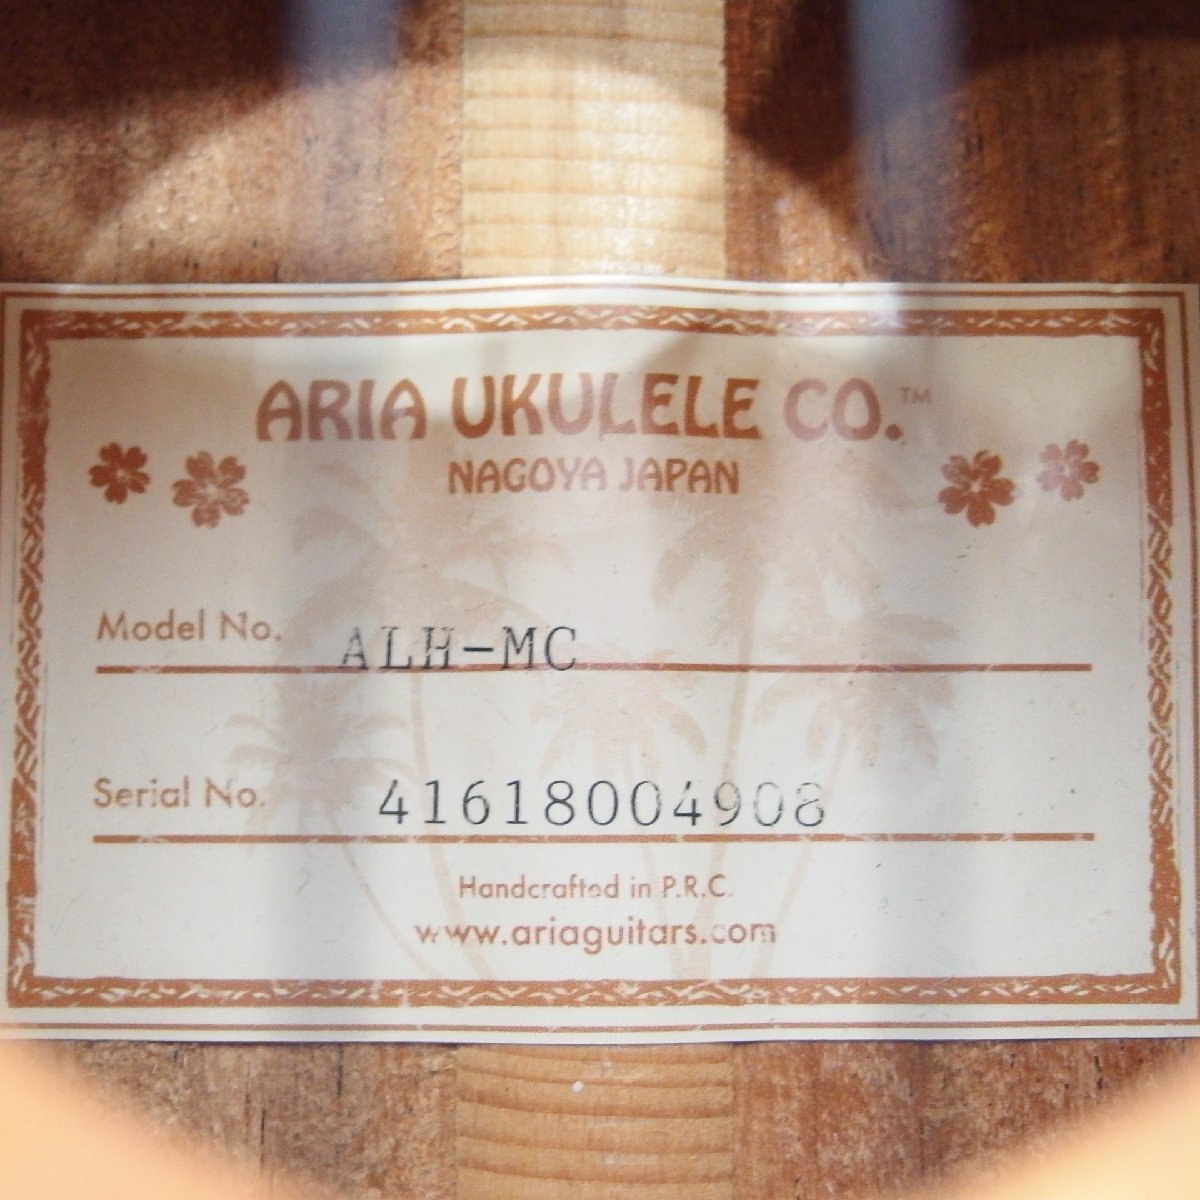 ARIA UKULELE CO.™
NAGOYA JAPAN
Model No. ALH-MC
Serial No. 41618004908
Handcrafted in P.R.C.
www.ariaguitars.com